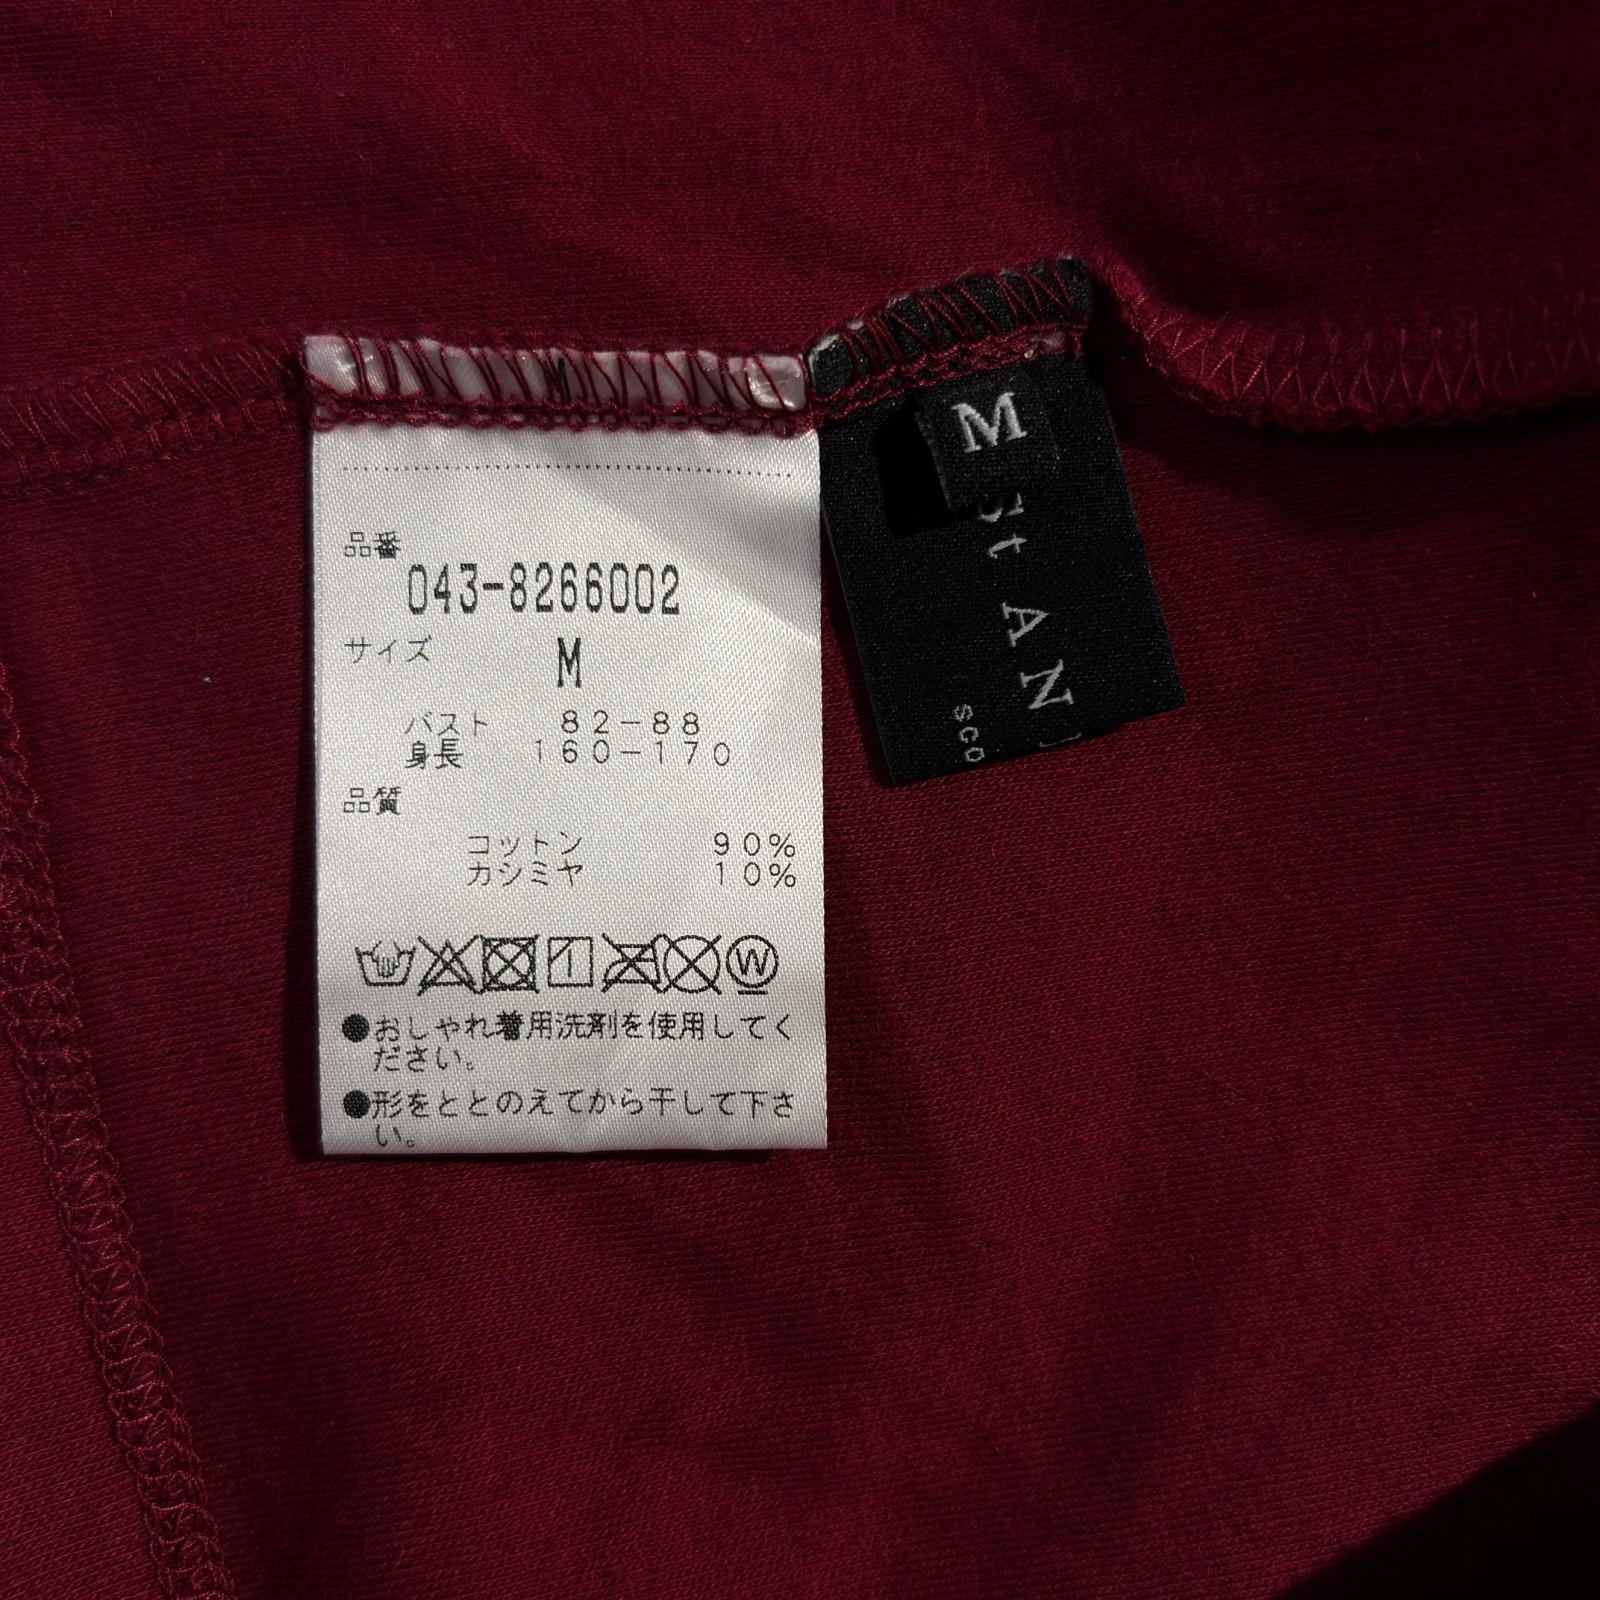 品番
043-8266002
サイズ M
バスト 82-88
身長 160-170
品質
コットン 90%
カシミヤ 10%
W
●おしゃれ着用洗剤を使用してく
ださい。
●形をととのえてから干して下さ
い。
M
St AN
sco